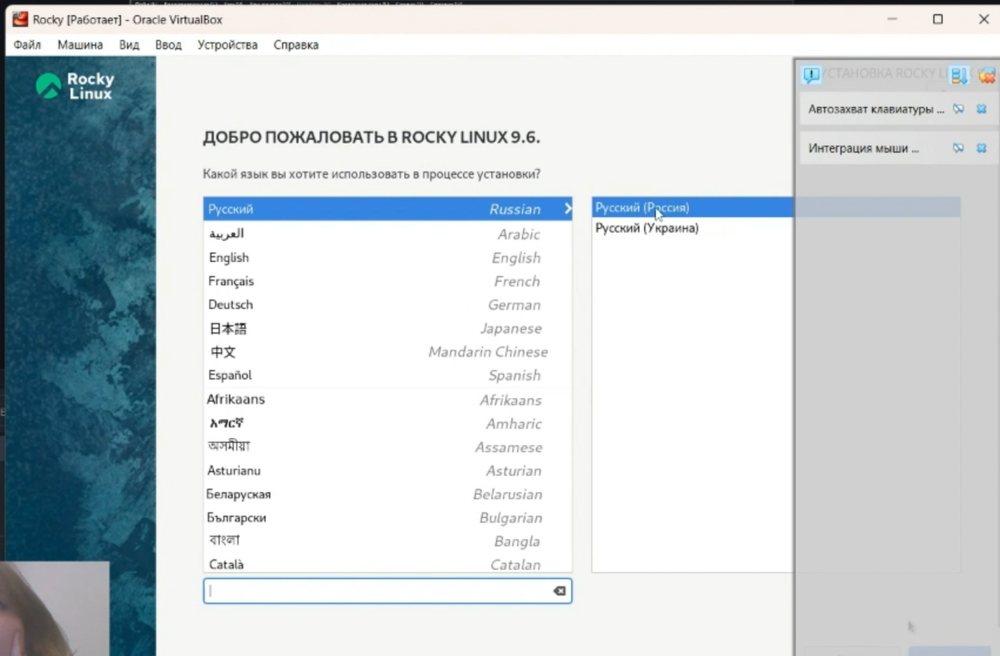 Rocky [Работает] - Oracle VirtualBox
Файл Машина Вид Ввод Устройства Справка
Rocky
Linux
УСТАНОВКА ROCKY
Автозахват клавиатуры ...
Интеграция мыши ...
ДОБРО ПОЖАЛОВАТЬ В ROCKY LINUX 9.6.
Какой язык вы хотите использовать в процессе установки?
Русский Russian
العربية Arabic
English English
Français French
Deutsch German
日本語 Japanese
中文 Mandarin Chinese
Español Spanish
Afrikaans Afrikaans
አማርኛ Amharic
অসমীয়া Assamese
Asturianu Asturian
Беларуская Belarusian
Български Bulgarian
বাংলা Bangla
Català Catalan
Русский (Россия)
Русский (Украина)